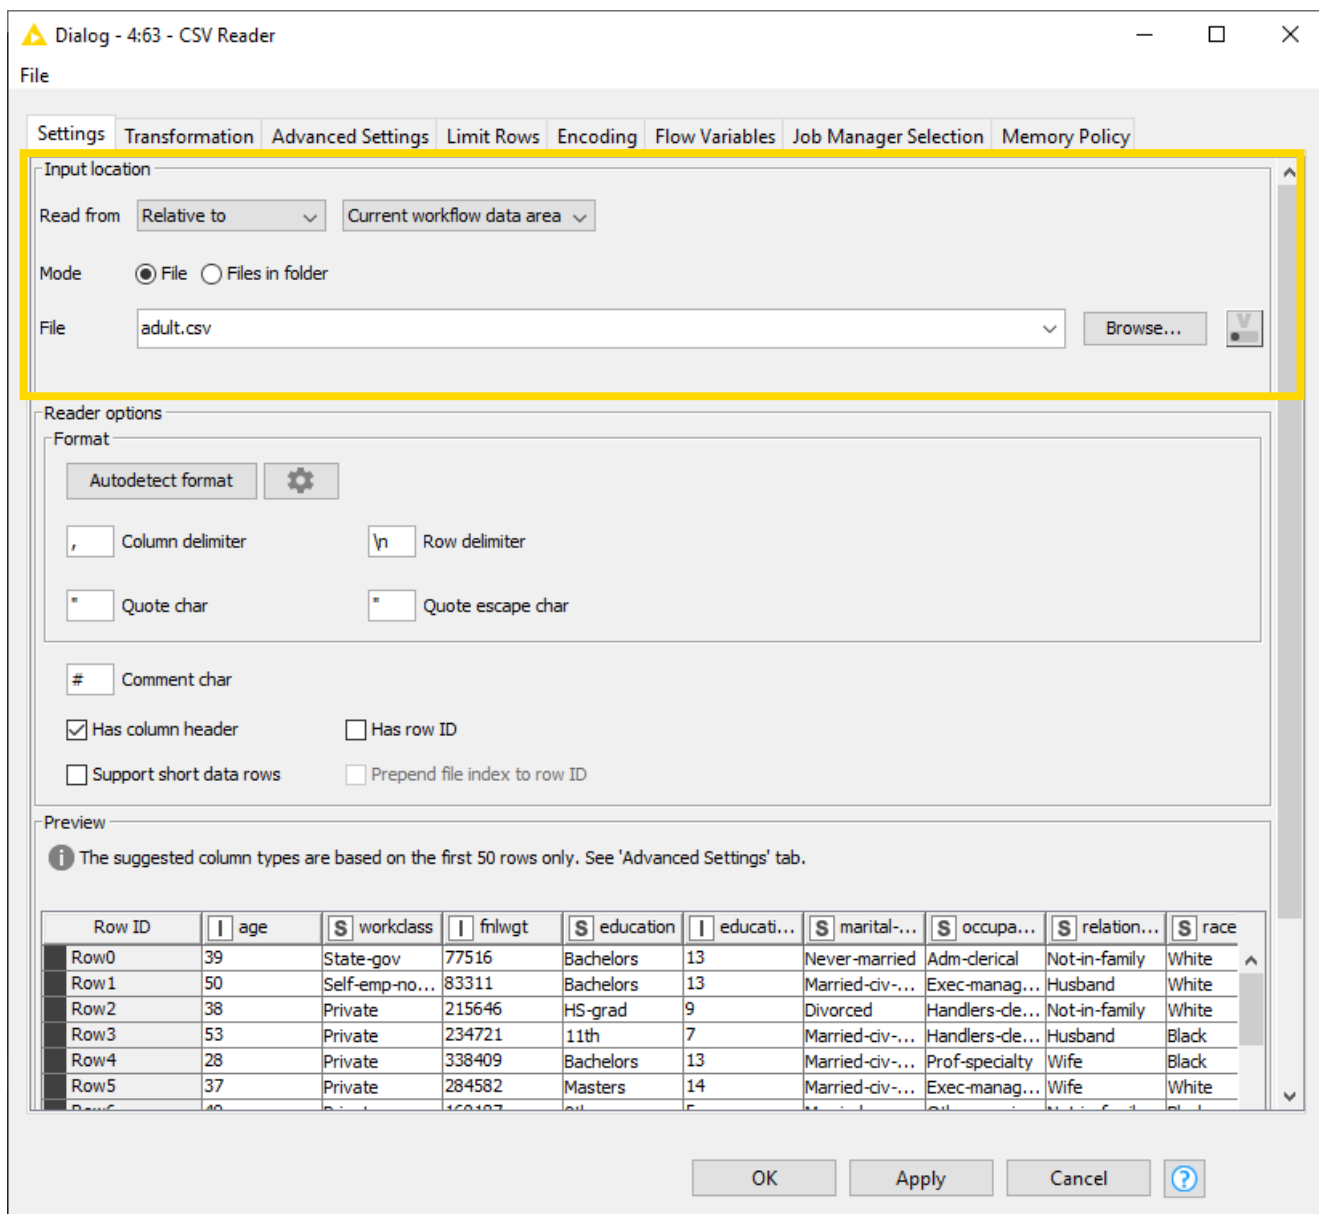 Dialog - 4:63 - CSV Reader
File
Settings Transformation Advanced Settings Limit Rows Encoding Flow Variables Job Manager Selection Memory Policy
Input location
Read from Relative to Current workflow data area
Mode File Files in folder
File adult.csv Browse... V
Reader options
Format
Autodetect format
, Column delimiter \n Row delimiter
" Quote char " Quote escape char
# Comment char
Has column header Has row ID
Support short data rows Prepend file index to row ID
Preview
i The suggested column types are based on the first 50 rows only. See 'Advanced Settings' tab.
Row ID I age S workclass I fnlwgt S education I educati... S marital-... S occupa... S relation... S race
Row0 39 State-gov 77516 Bachelors 13 Never-married Adm-clerical Not-in-family White
Row1 50 Self-emp-no... 83311 Bachelors 13 Married-civ-... Exec-manag... Husband White
Row2 38 Private 215646 HS-grad 9 Divorced Handlers-cle... Not-in-family White
Row3 53 Private 234721 11th 7 Married-civ-... Handlers-cle... Husband Black
Row4 28 Private 338409 Bachelors 13 Married-civ-... Prof-specialty Wife Black
Row5 37 Private 284582 Masters 14 Married-civ-... Exec-manag... Wife White
OK Apply Cancel ?